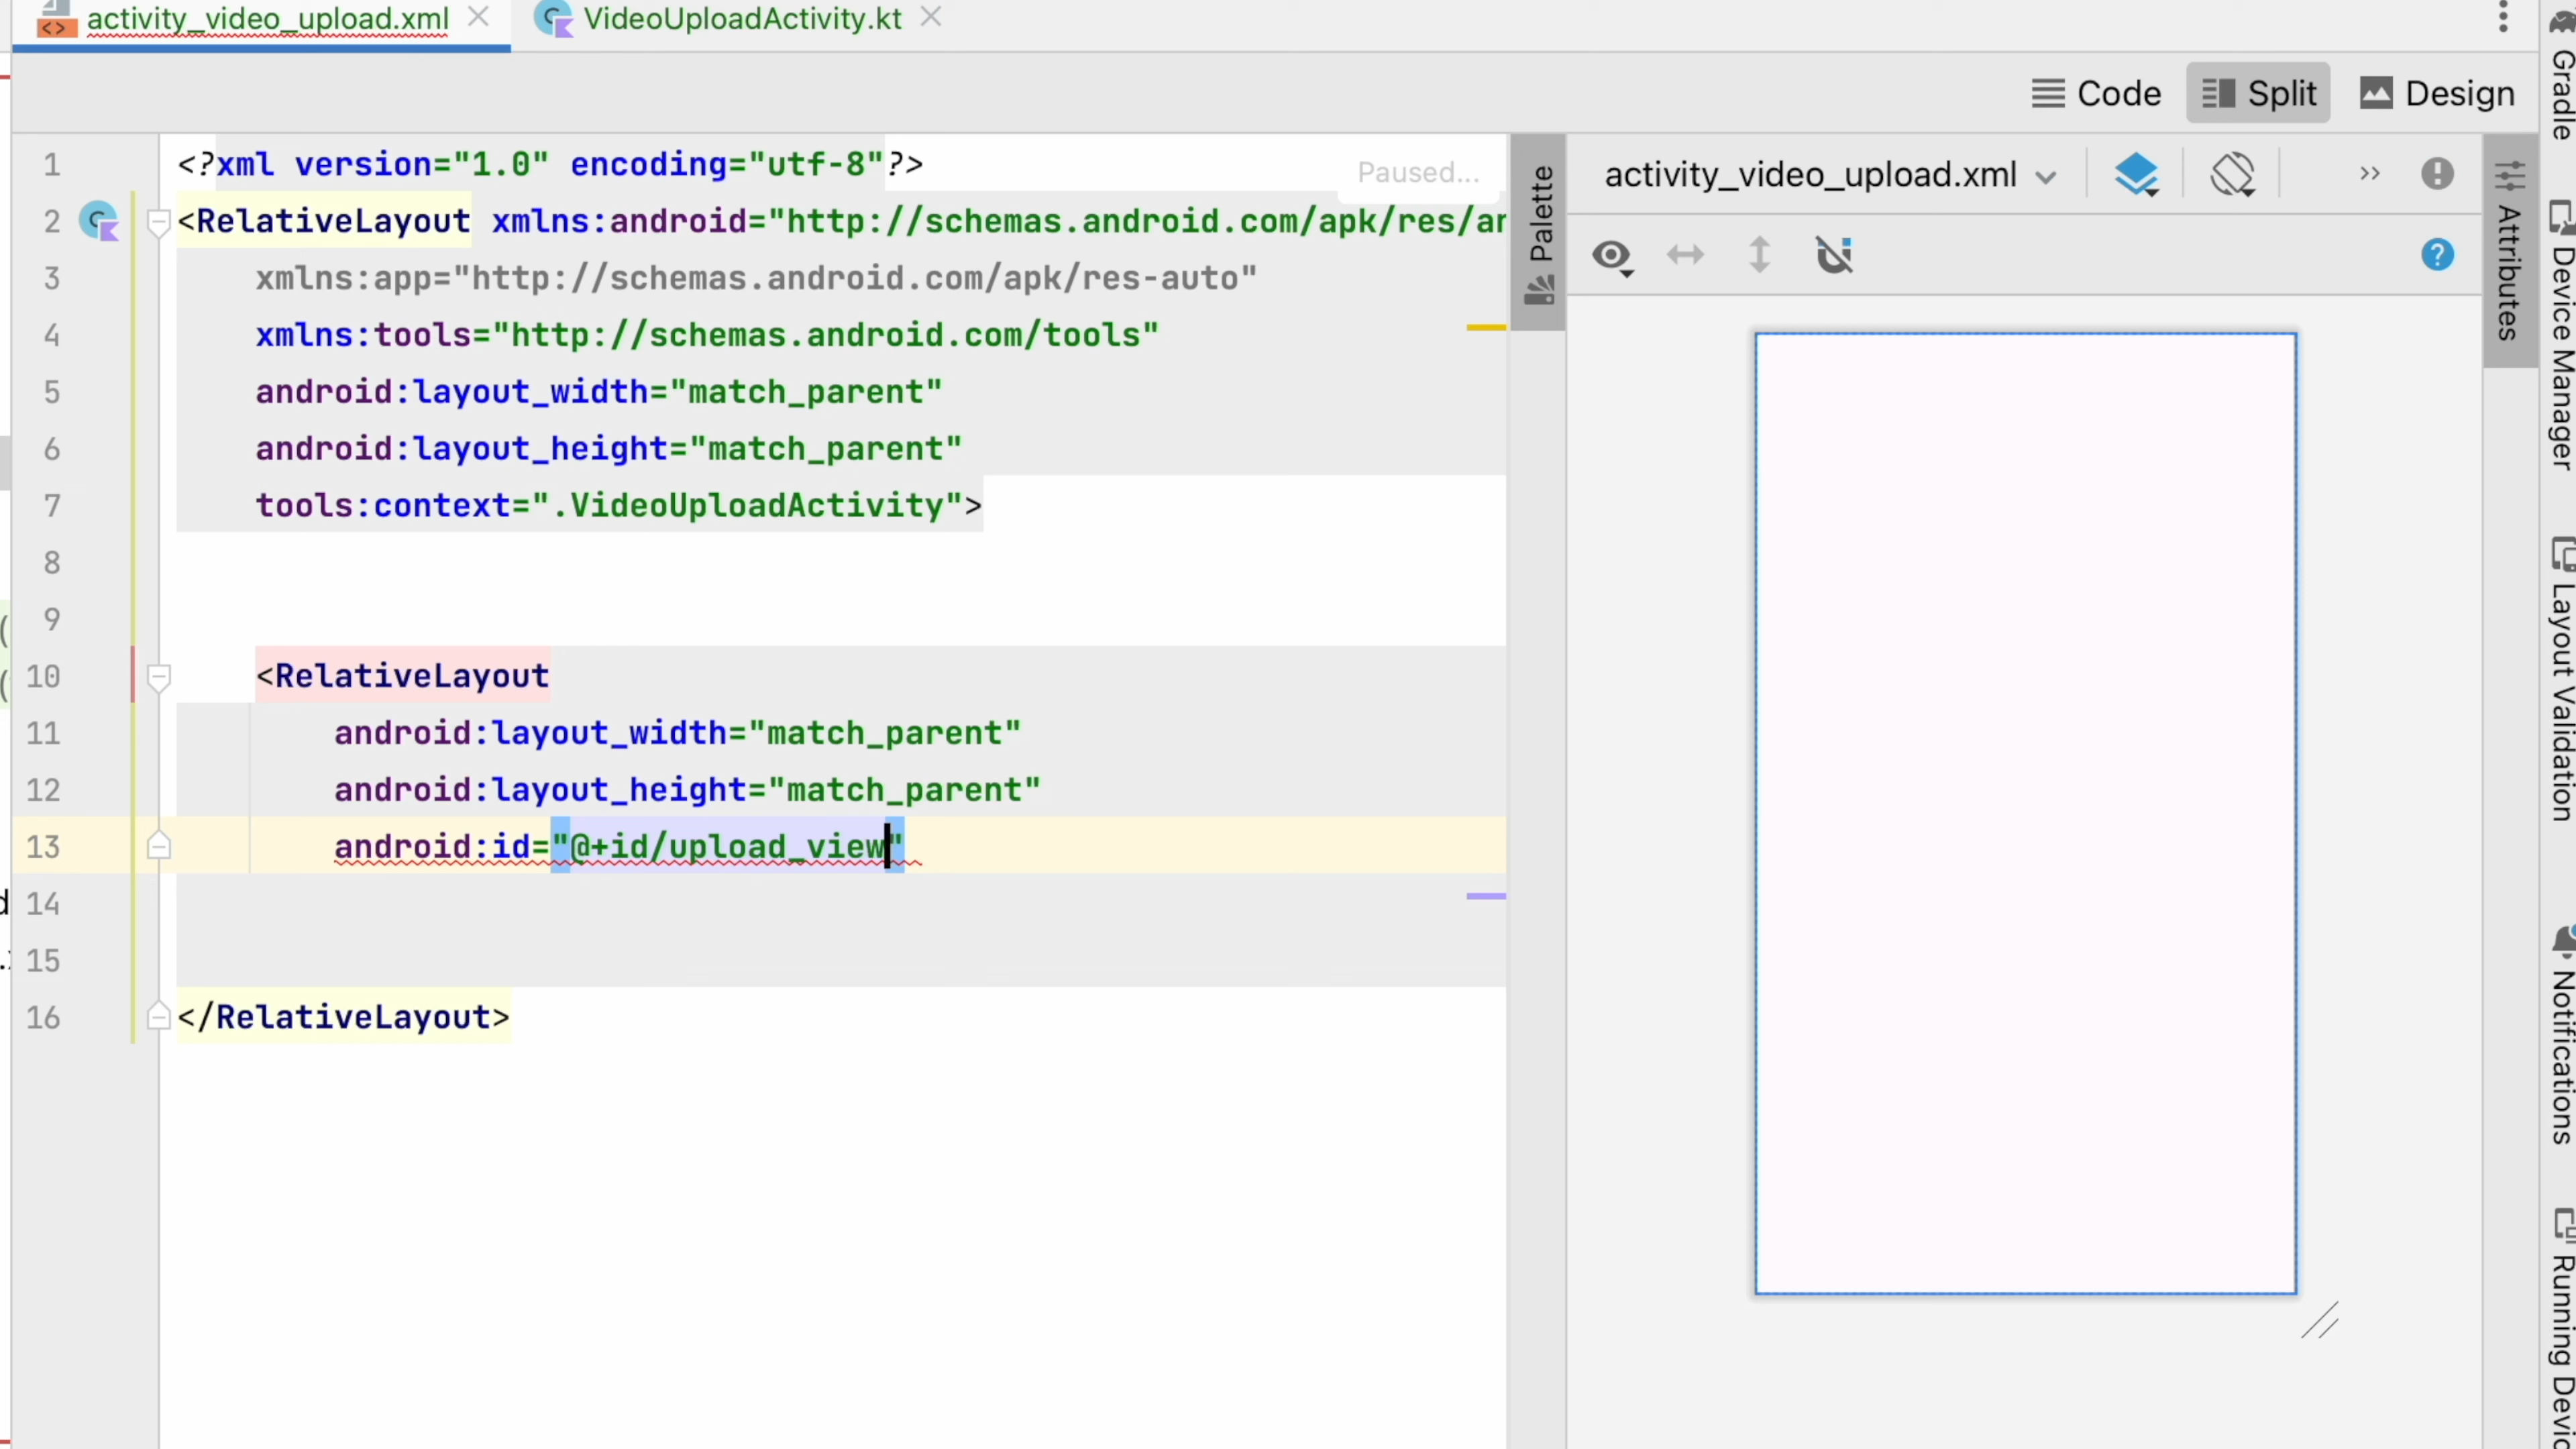 activity_video_upload.xml
VideoUploadActivity.kt
Code
Split
Design
1 <?xml version="1.0" encoding="utf-8"?>
Paused...
2 <RelativeLayout xmlns:android="http://schemas.android.com/apk/res/an
3 xmlns:app="http://schemas.android.com/apk/res-auto"
4 xmlns:tools="http://schemas.android.com/tools"
5 android:layout_width="match_parent"
6 android:layout_height="match_parent"
7 tools:context=".VideoUploadActivity">
8
9
10 <RelativeLayout
11 android:layout_width="match_parent"
12 android:layout_height="match_parent"
13 android:id="@+id/upload_view"
14
15
16 </RelativeLayout>
Palette
activity_video_upload.xml
Attributes
Gradle
Device Manager
Layout Validation
Notifications
Running Devic